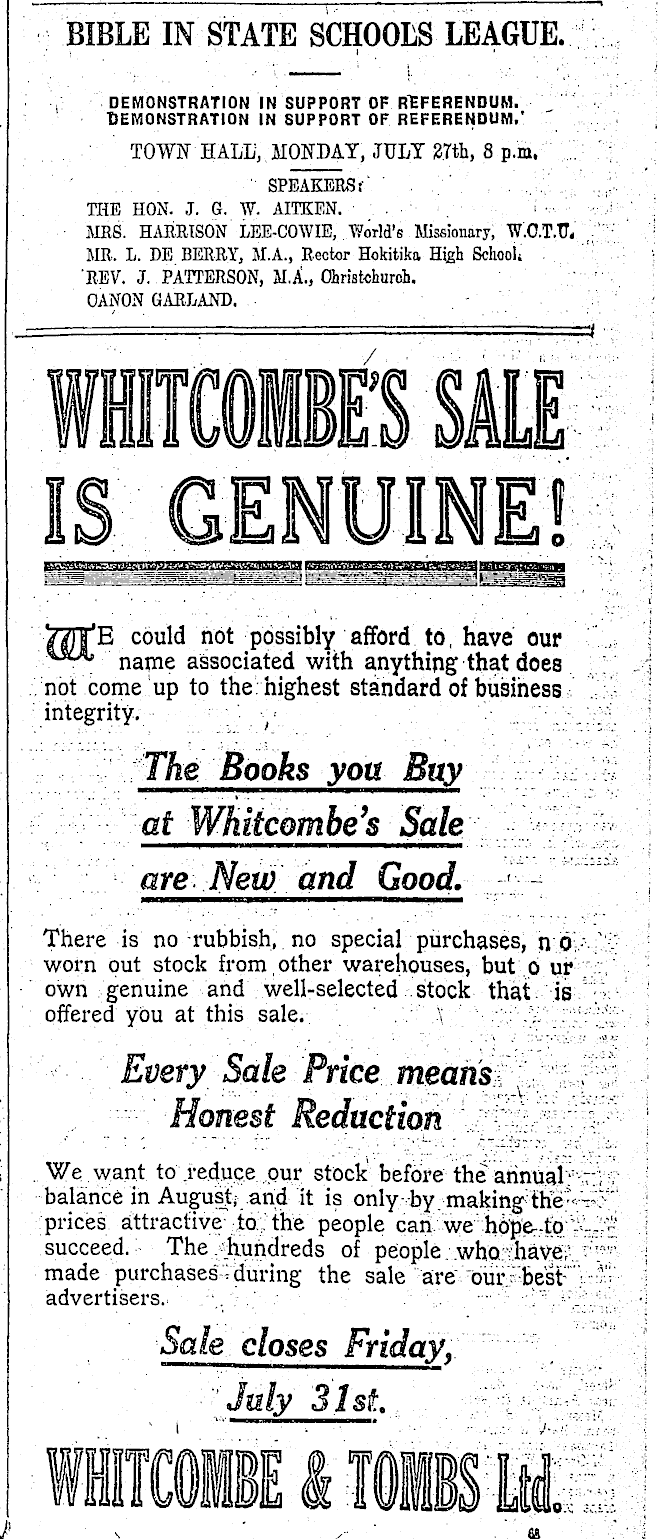 BIBLE IN STATE SCHOOLS LEAGUE.
DEMONSTRATION IN SUPPORT OF REFERENDUM.
DEMONSTRATION IN SUPPORT OF REFERENDUM.
TOWN HALL, MONDAY, JULY 27th, 8 p.m.
SPEAKERS:
THE HON. J. G. W. AITKEN.
MRS. HARRISON LEE-COWIE, World's Missionary, W.C.T.U.
MR. L. DE BERRY, M.A., Rector Hokitika High School.
REV. J. PATTERSON, M.A., Christchurch.
CANON GARLAND.
WHITCOMBE'S SALE
IS GENUINE!
WE could not possibly afford to have our
name associated with anything that does
not come up to the highest standard of business
integrity.
The Books you Buy
at Whitcombe's Sale
are New and Good.
There is no rubbish, no special purchases, no
worn out stock from other warehouses, but our
own genuine and well-selected stock that is
offered you at this sale.
Every Sale Price means
Honest Reduction
We want to reduce our stock before the annual
balance in August, and it is only by making the
prices attractive to the people can we hope to
succeed. The hundreds of people who have
made purchases during the sale are our best
advertisers.
Sale closes Friday,
July 31st.
WHITCOMBE & TOMBS Ltd.